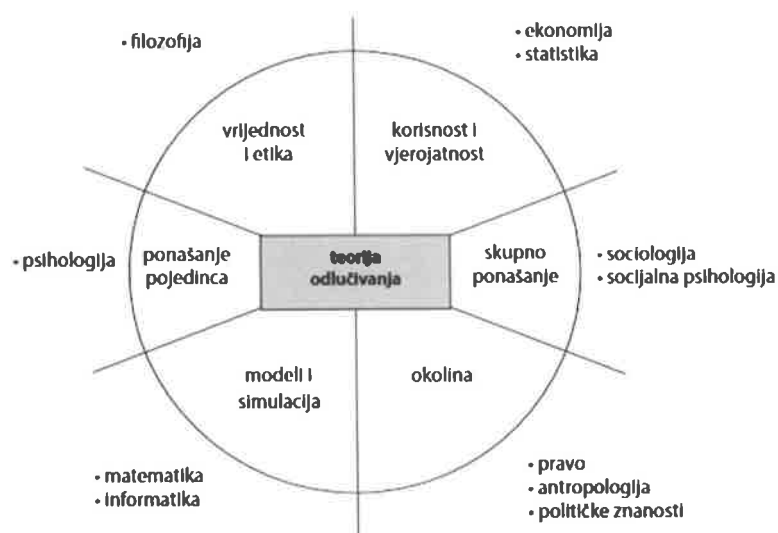 • filozofija
• ekonomija
• statistika
vrijednost
i etika
korisnost i
vjerojatnost
• psihologija
ponašanje
pojedinca
teorija
odlučivanja
skupno
ponašanje
• sociologija
• socijalna psihologija
modeli i
simulacija
okolina
• matematika
• informatika
• pravo
• antropologija
• političke znanosti